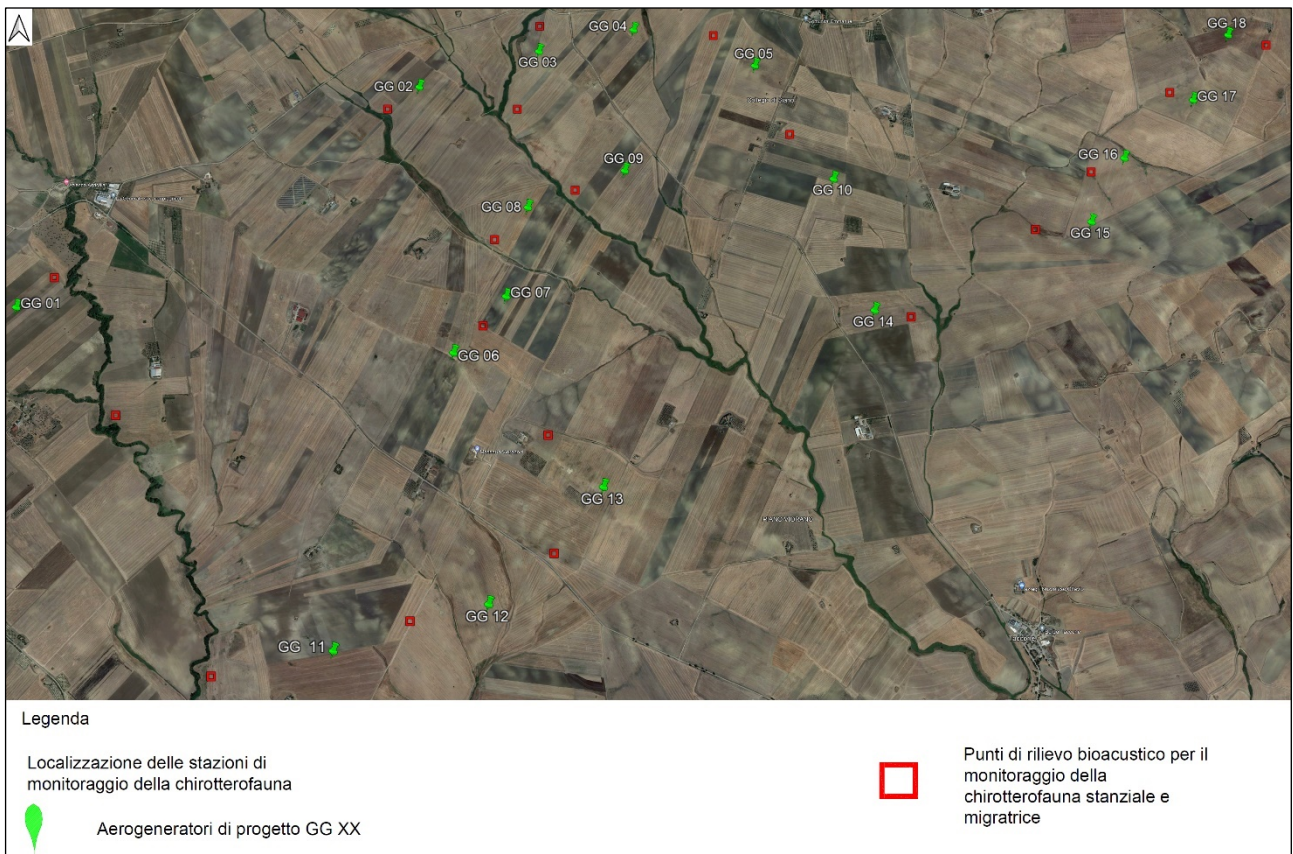 GG 18
GG 04
GG 03
GG 05
GG 02
GG 17
GG 16
GG 09
GG 10
GG 08
GG 15
GG 07
GG 01
GG 14
GG 06
GG 13
GG 12
GG 11
Legenda
Localizzazione delle stazioni di
monitoraggio della chirotterofauna
Aerogeneratori di progetto GG XX
Punti di rilievo bioacustico per il
monitoraggio della
chirotterofauna stanziale e
migratrice